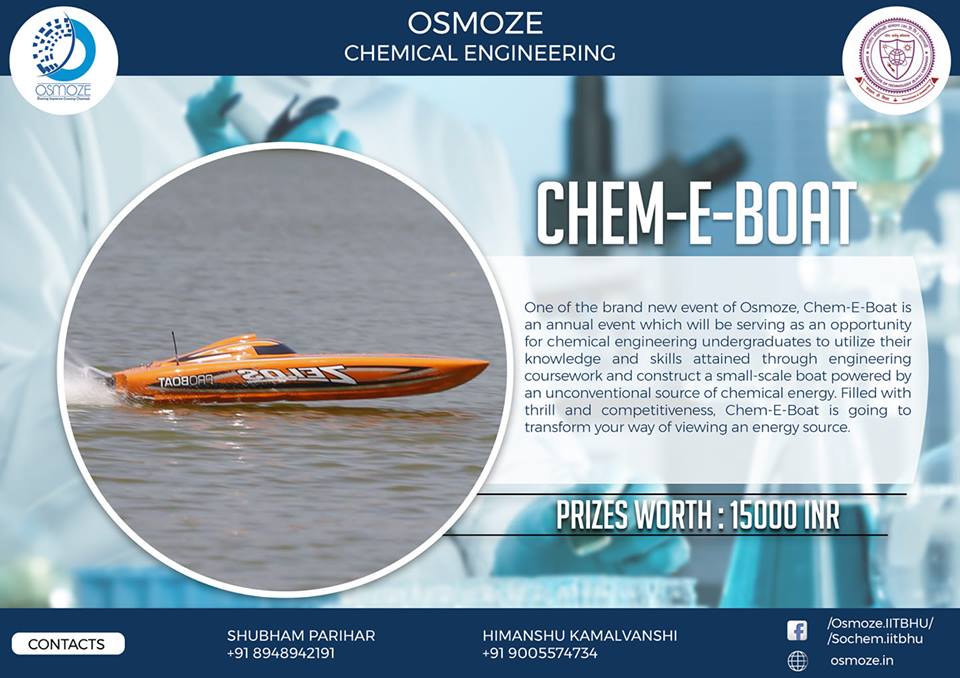 OSMOZE
CHEMICAL ENGINEERING
OSMOZE
CHEM-E-BOAT
PROBOAT
ZELOS
One of the brand new event of Osmoze, Chem-E-Boat is
an annual event which will be serving as an opportunity
for chemical engineering undergraduates to utilize their
knowledge and skills attained through engineering
coursework and construct a small-scale boat powered by
an unconventional source of chemical energy. Filled with
thrill and competitiveness, Chem-E-Boat is going to
transform your way of viewing an energy source.
PRIZES WORTH : 15000 INR
CONTACTS
SHUBHAM PARIHAR
+91 8948942191
HIMANSHU KAMALVANSHI
+91 9005574734
/Osmoze.IITBHU/
/Sochem.iitbhu
osmoze.in